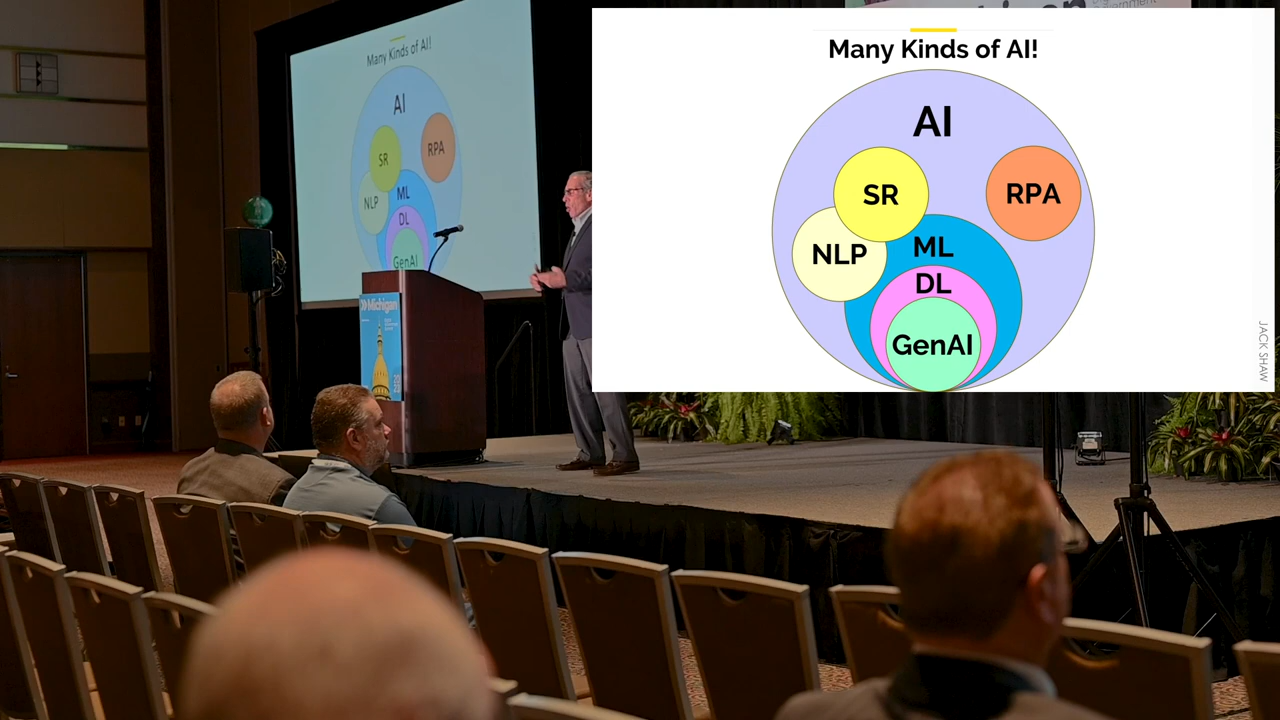 Many Kinds of AI!
AI
SR
RPA
NLP
ML
DL
GenAI
Michigan
Many Kinds of AI!
AI
SR
RPA
NLP
ML
DL
GenAI
JACK SHAW